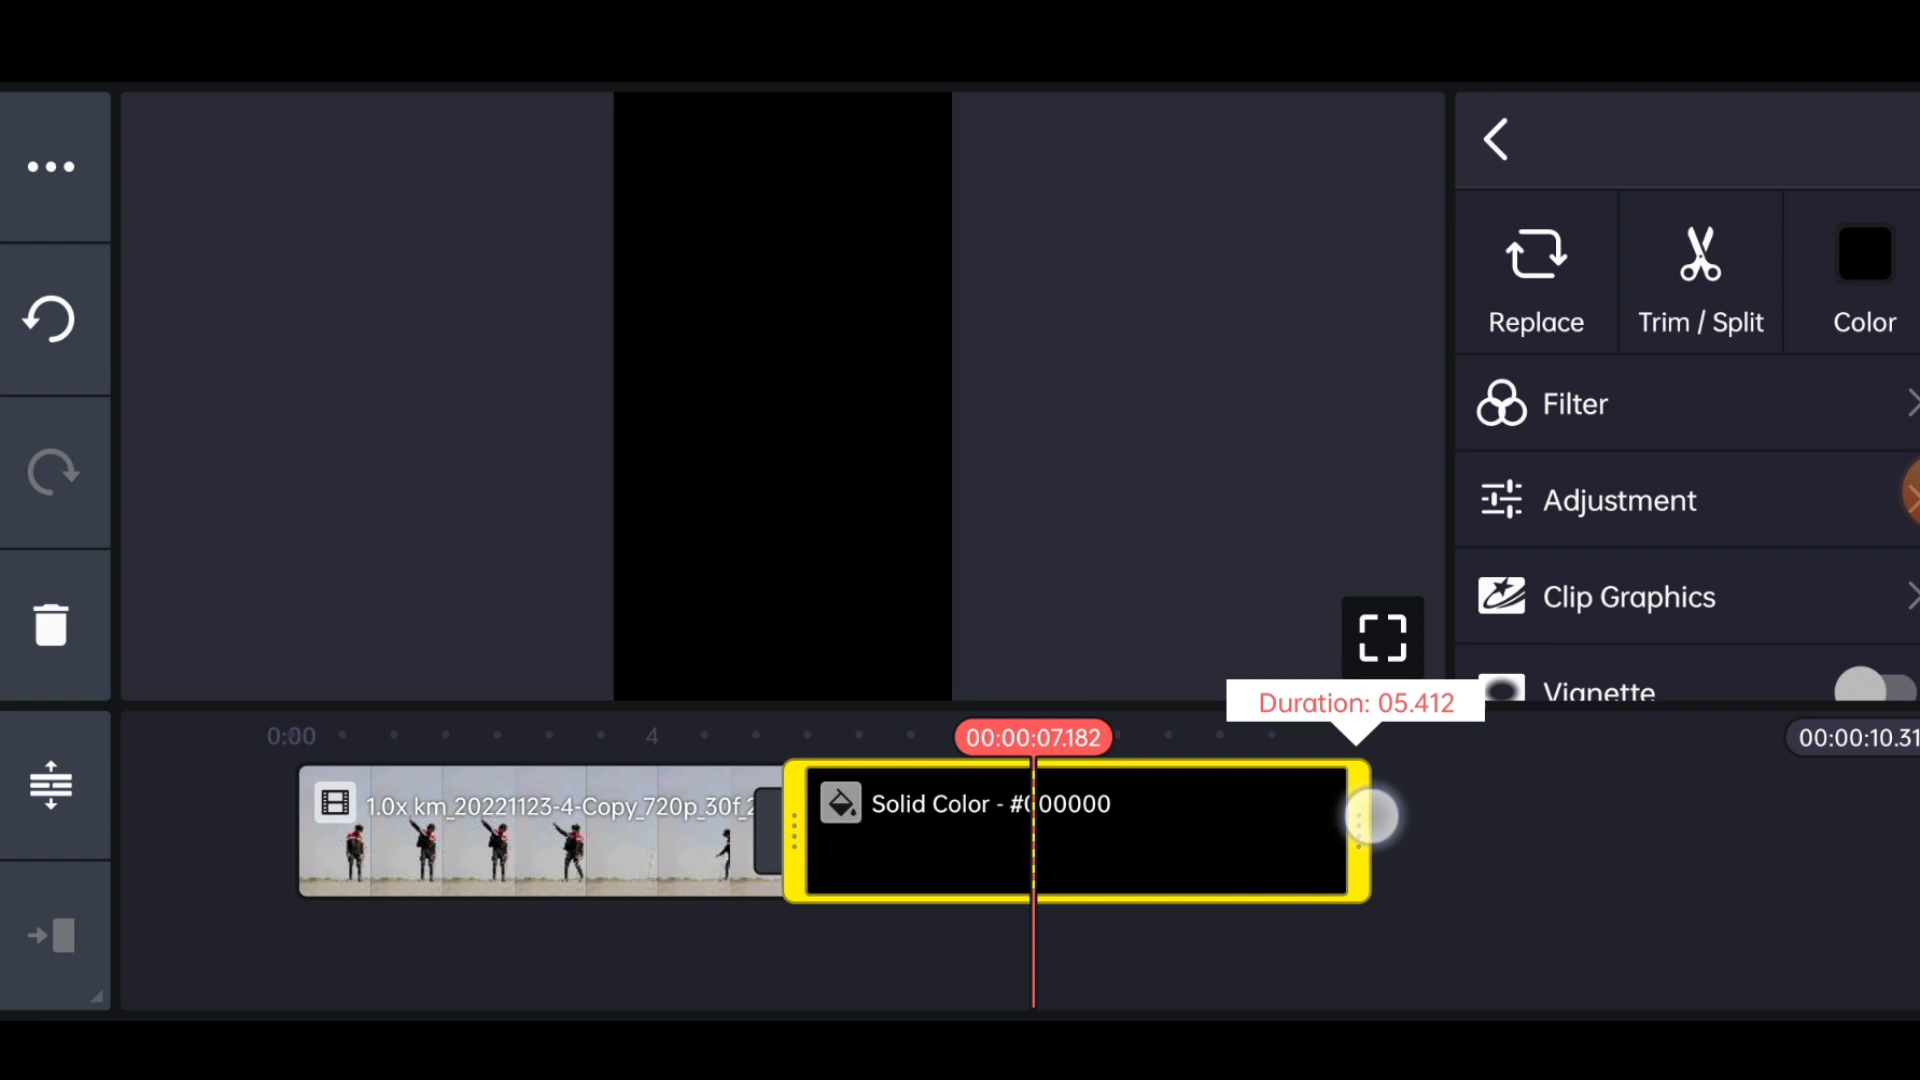 Replace
Trim / Split
Color
Filter
Adjustment
Clip Graphics
Vignette
Duration: 05.412
0:00
4
00:00:07.182
00:00:10.31
1.0x km_20221123-4-Copy_720p_30f_2
Solid Color - #000000